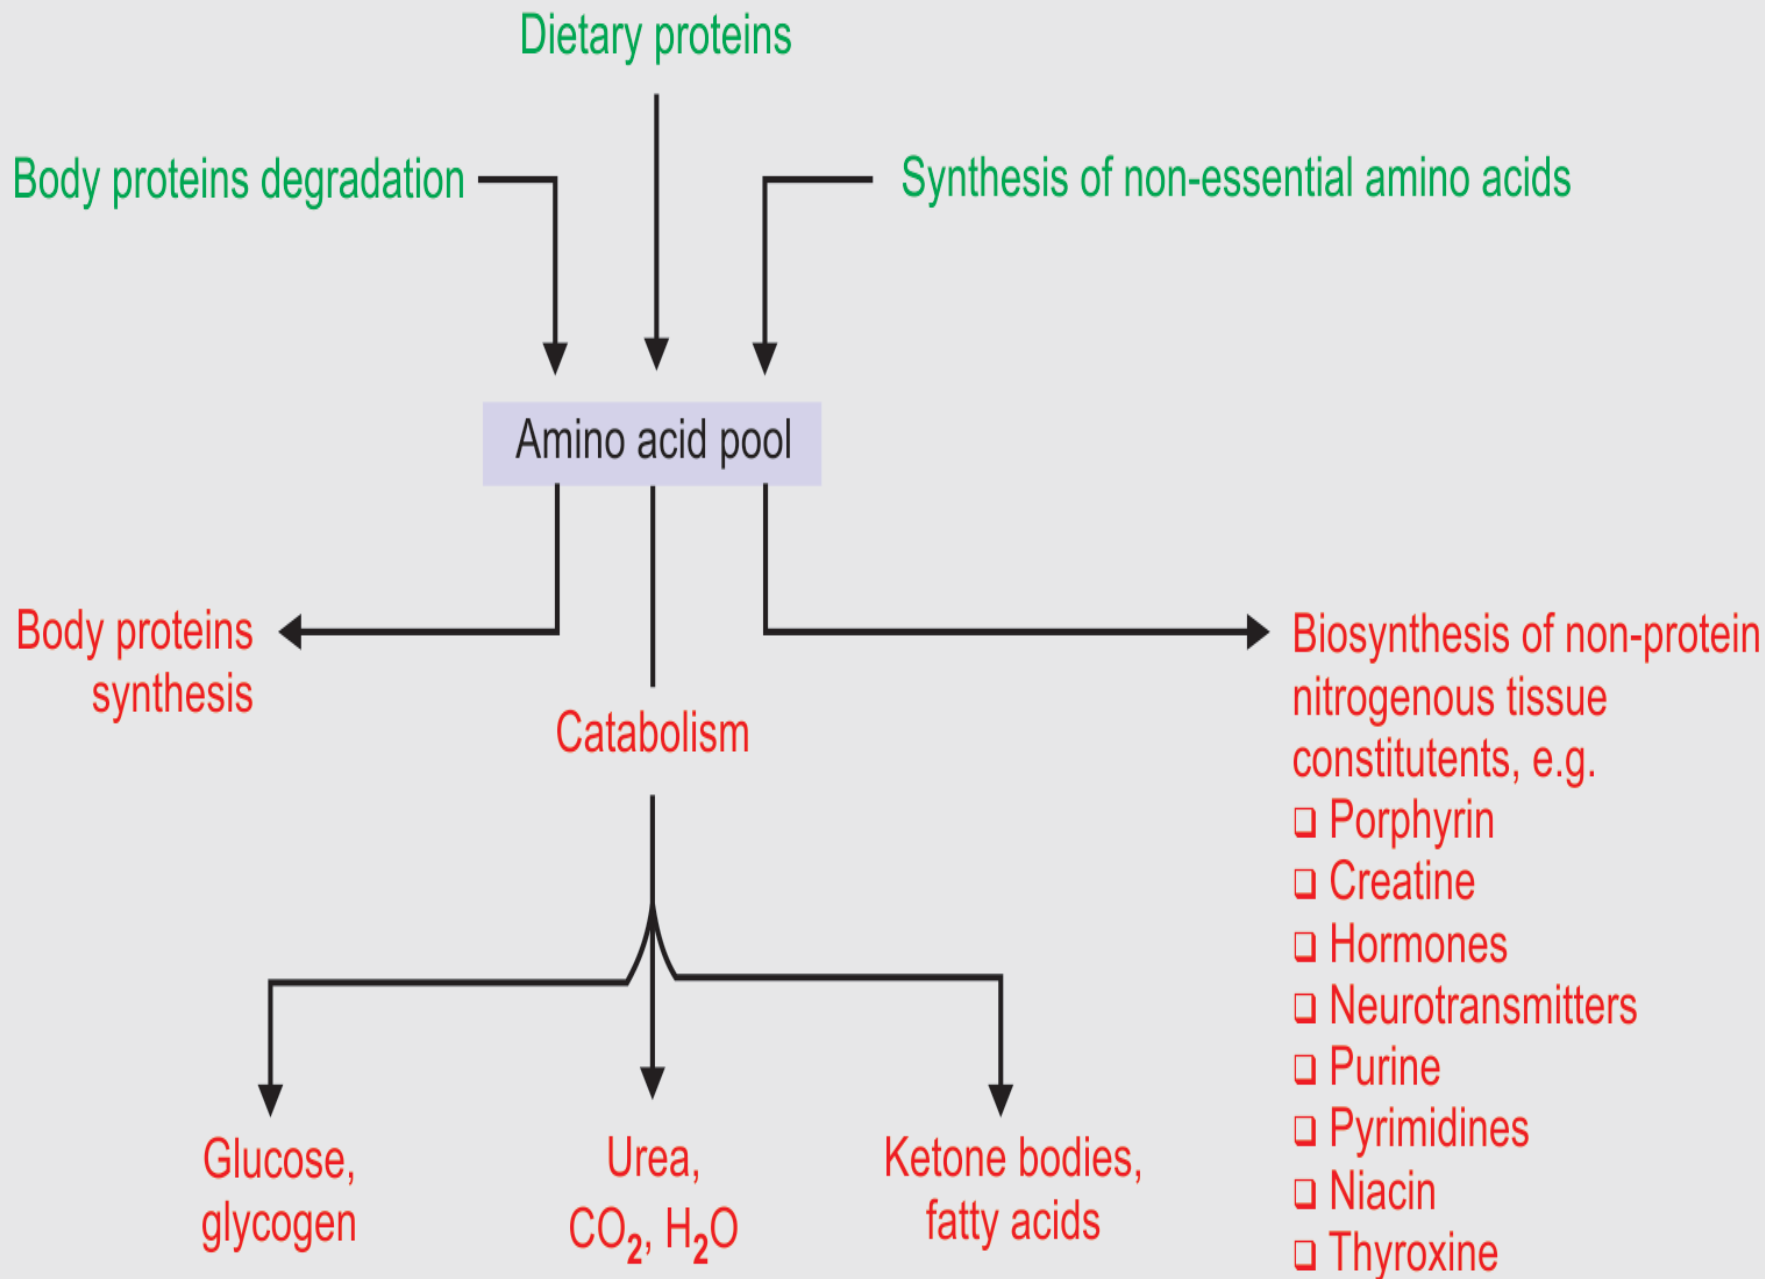 Dietary proteins
Body proteins degradation
Synthesis of non-essential amino acids
Amino acid pool
Body proteins
synthesis
Catabolism
Biosynthesis of non-protein
nitrogenous tissue
constitutents, e.g.
❑ Porphyrin
❑ Creatine
❑ Hormones
❑ Neurotransmitters
❑ Purine
❑ Pyrimidines
❑ Niacin
❑ Thyroxine
Glucose,
glycogen
Urea,
CO₂, H₂O
Ketone bodies,
fatty acids